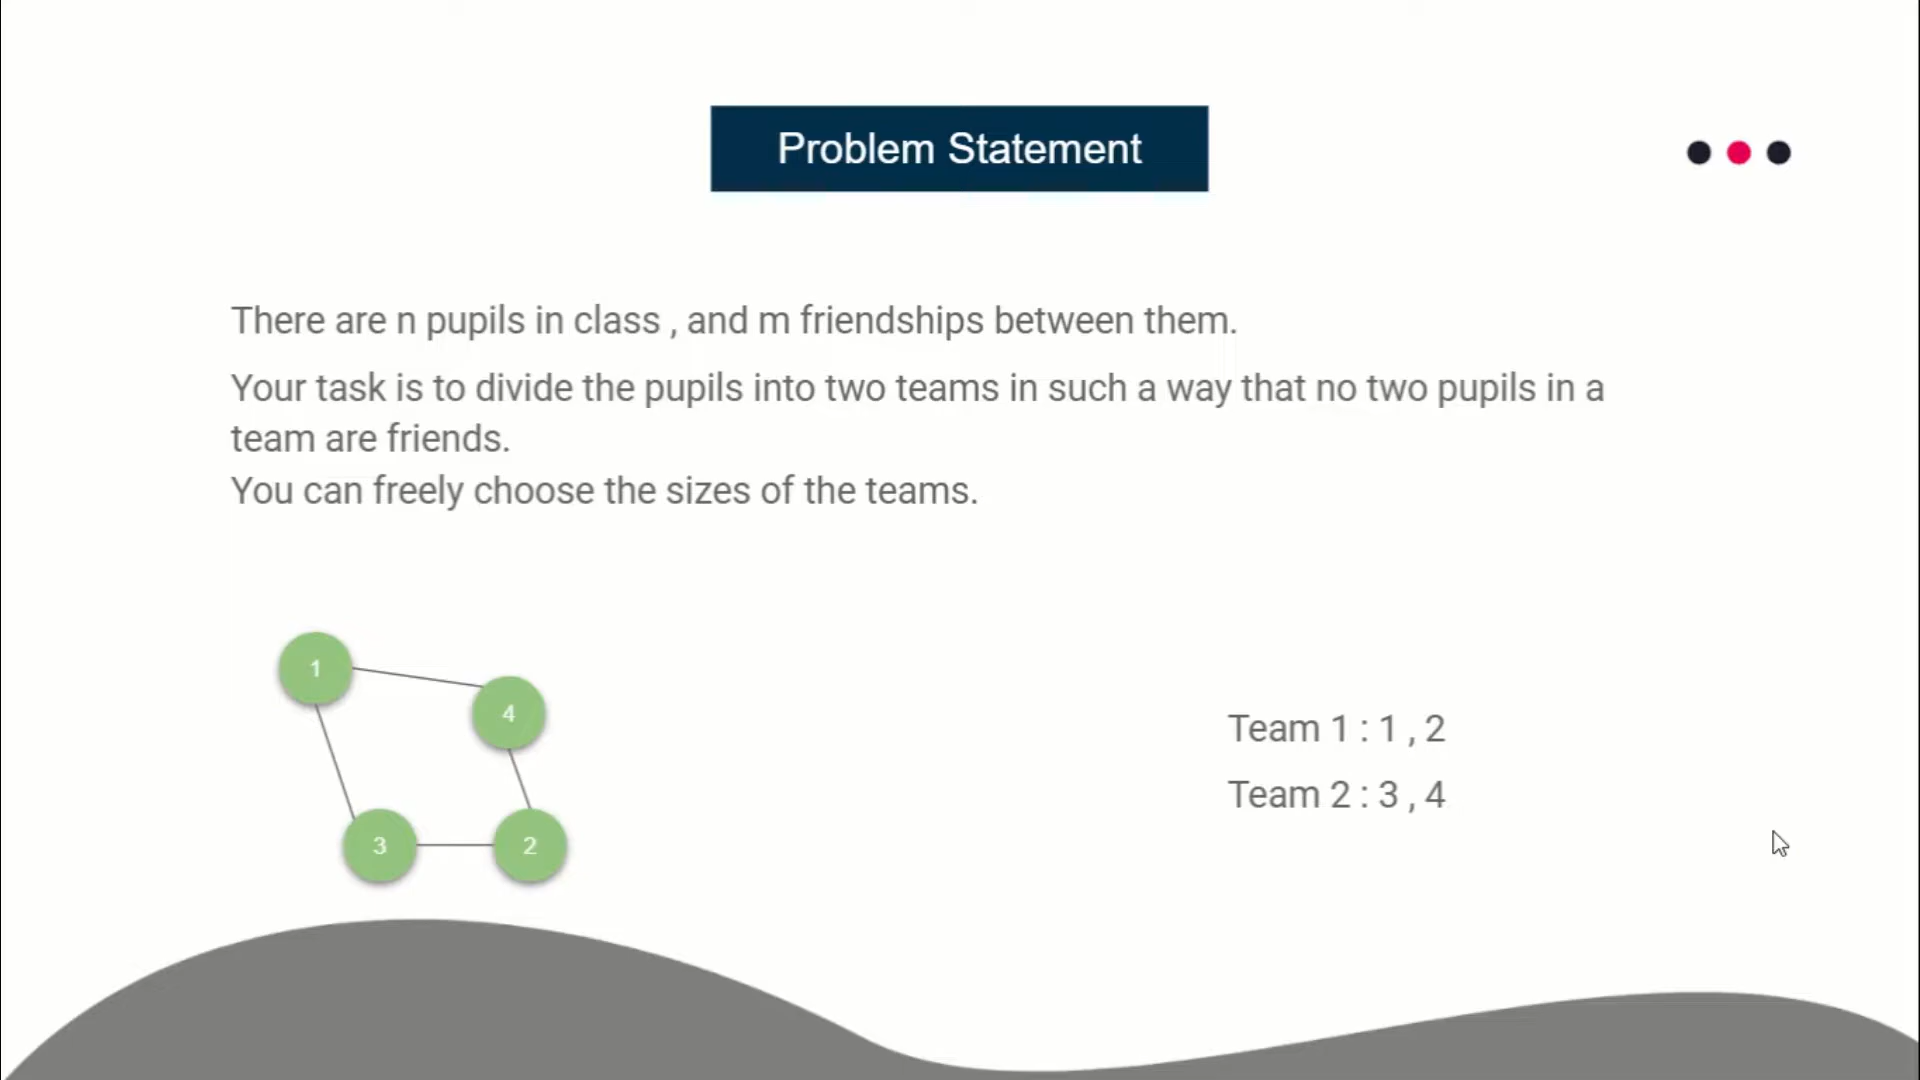 Problem Statement
There are n pupils in class , and m friendships between them.
Your task is to divide the pupils into two teams in such a way that no two pupils in a
team are friends.
You can freely choose the sizes of the teams.
1
4
3
2
Team 1 : 1 , 2
Team 2 : 3 , 4